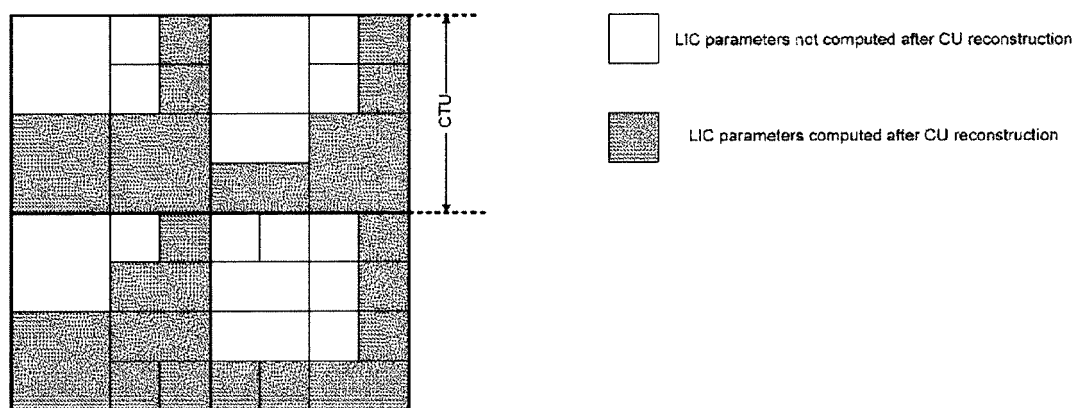 CTU
LIC parameters not computed after CU reconstruction
LIC parameters computed after CU reconstruction